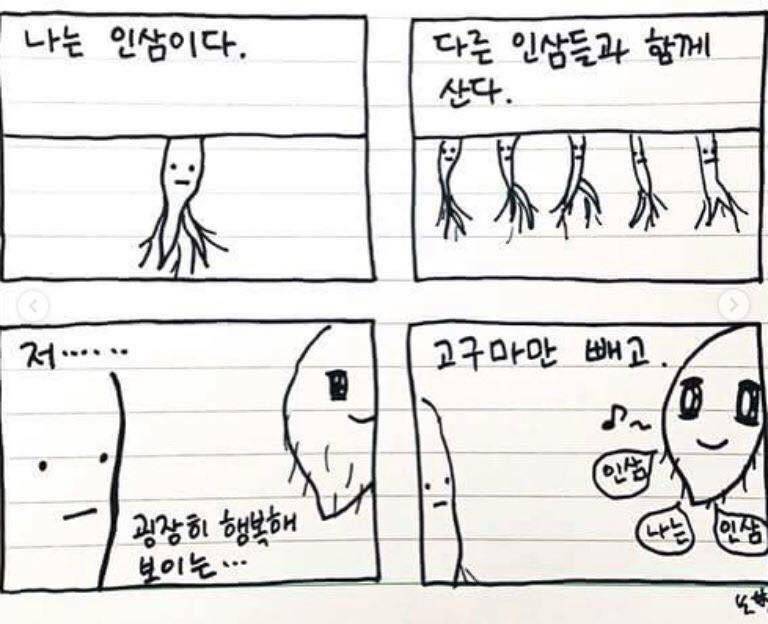 나는 인삼이다.
다른 인삼들과 함께
산다.
저······
굉장히 행복해
보이는···
고구마만 빼고.
인삼
나는
인삼